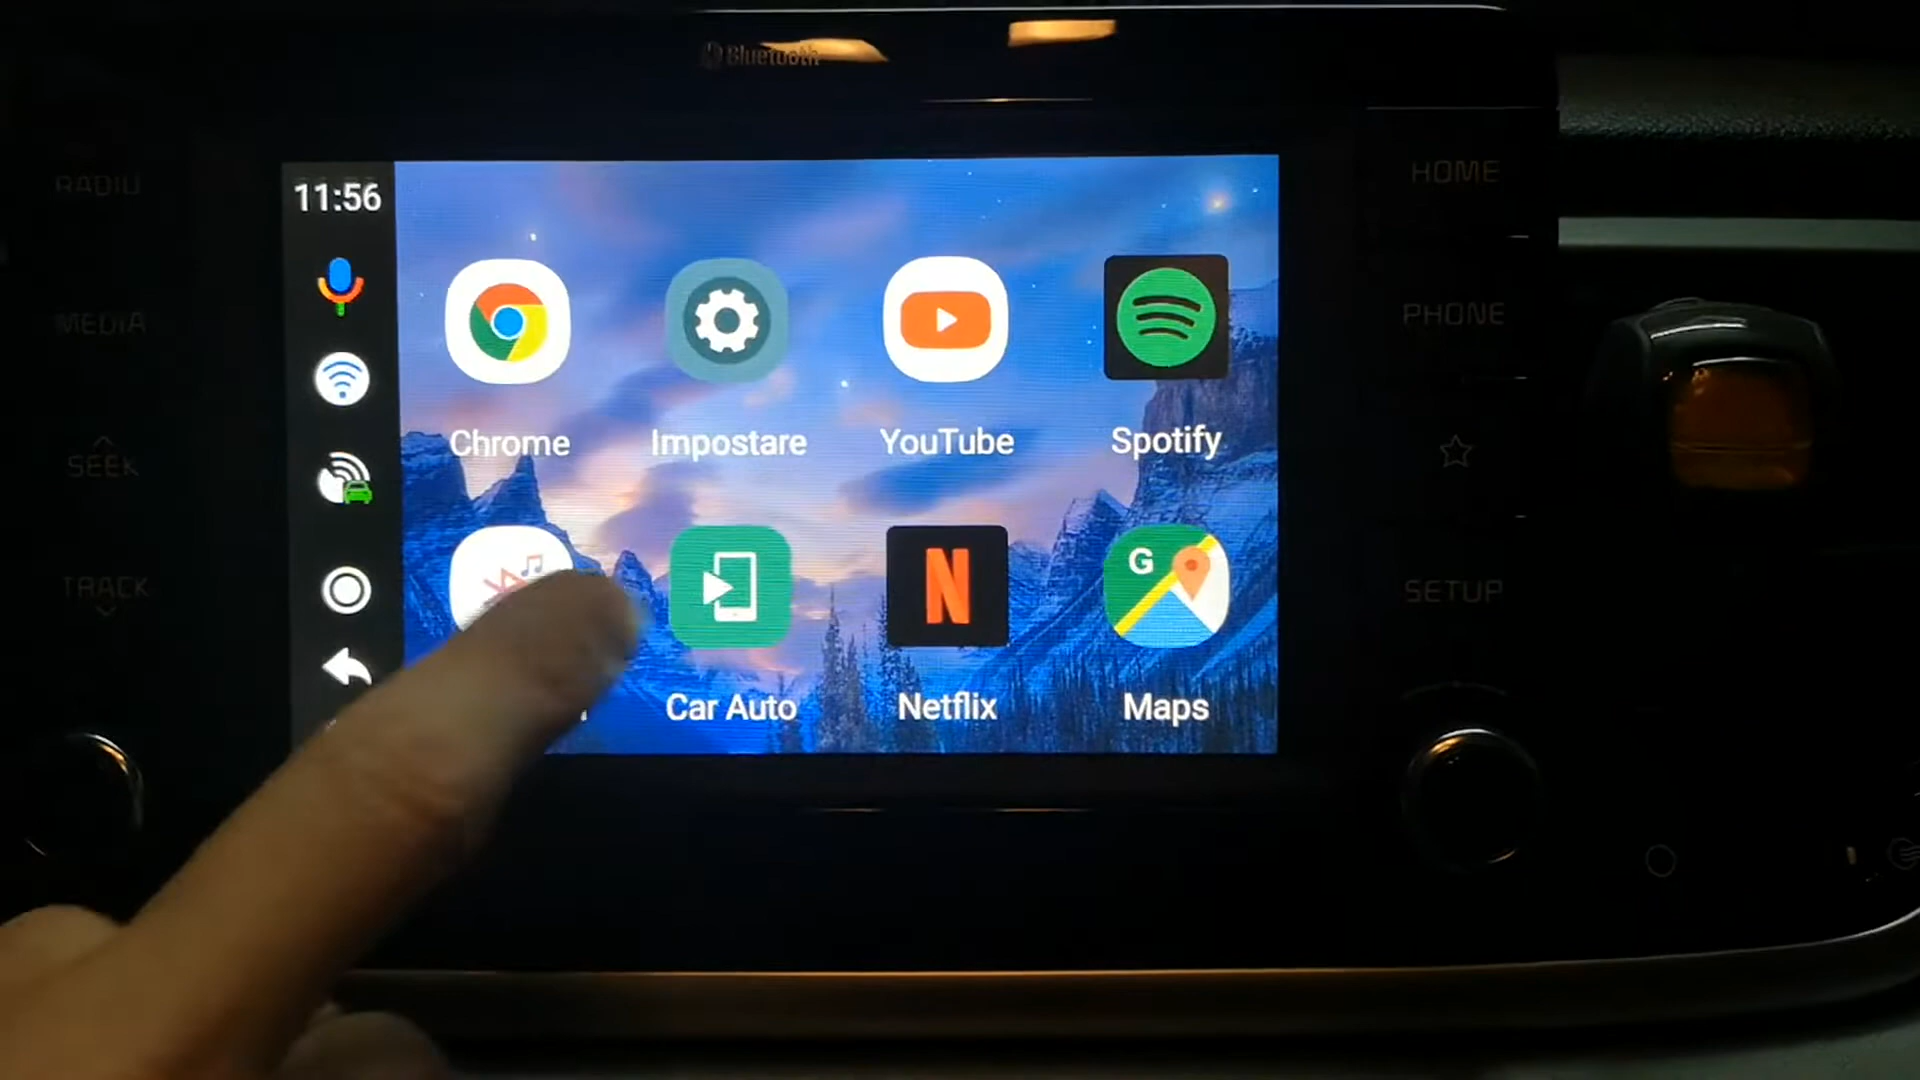 Bluetooth
RADIO
MEDIA
SEEK
TRACK
11:56
Chrome
Impostare
YouTube
Spotify
Car Auto
N
Netflix
G
Maps
HOME
PHONE
SETUP